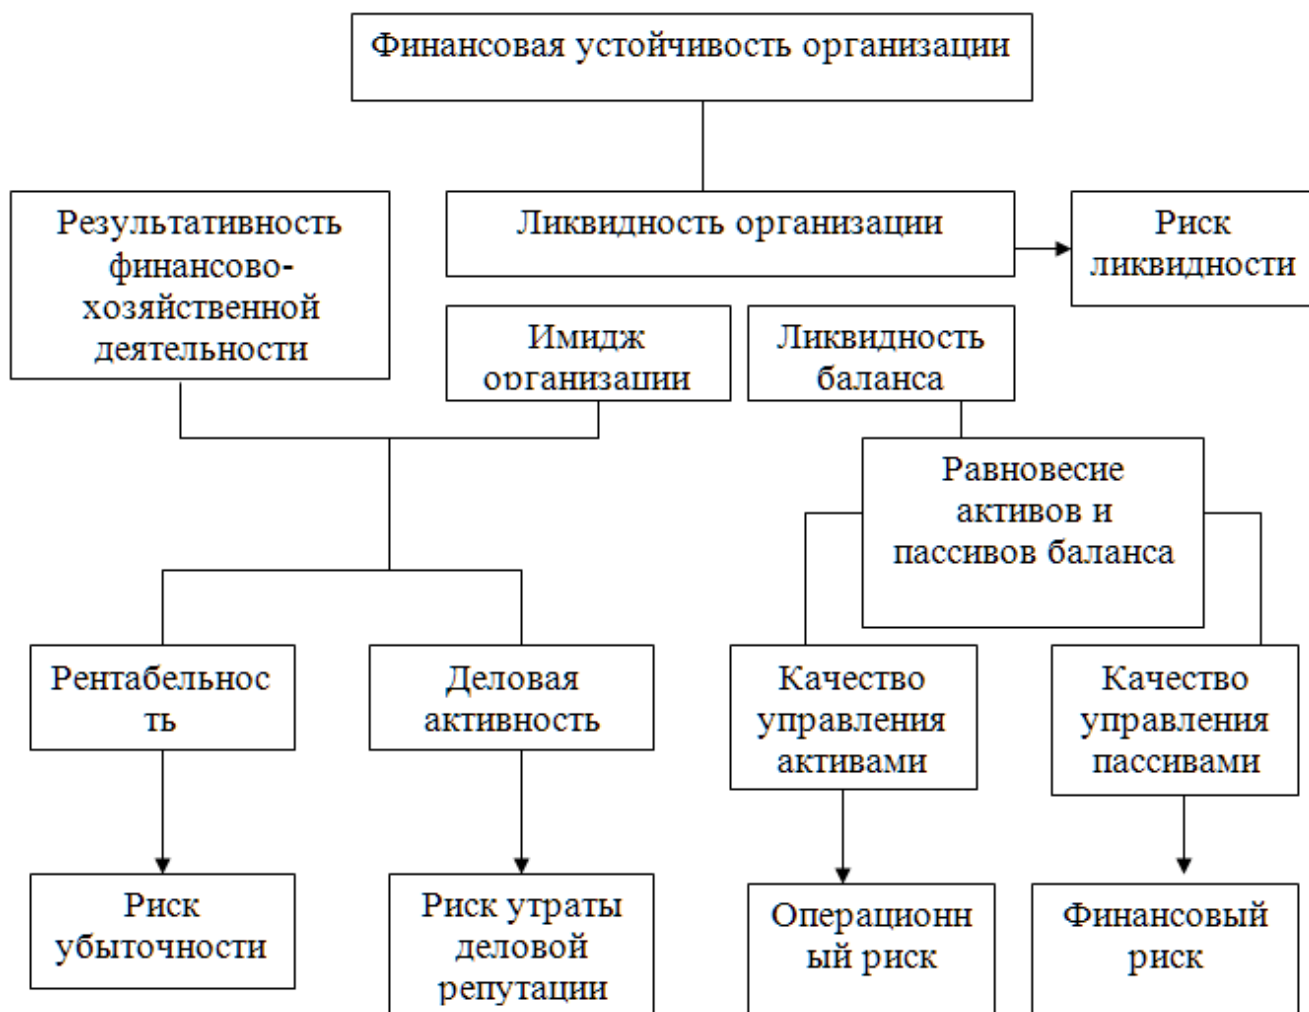 Финансовая устойчивость организации
Результативность
финансово-
хозяйственной
деятельности
Ликвидность организации
Риск
ликвидности
Имидж
организации
Ликвидность
баланса
Равновесие
активов и
пассивов баланса
Рентабельнос
ть
Деловая
активность
Качество
управления
активами
Качество
управления
пассивами
Риск
убыточности
Риск утраты
деловой
репутации
Операционн
ый риск
Финансовый
риск